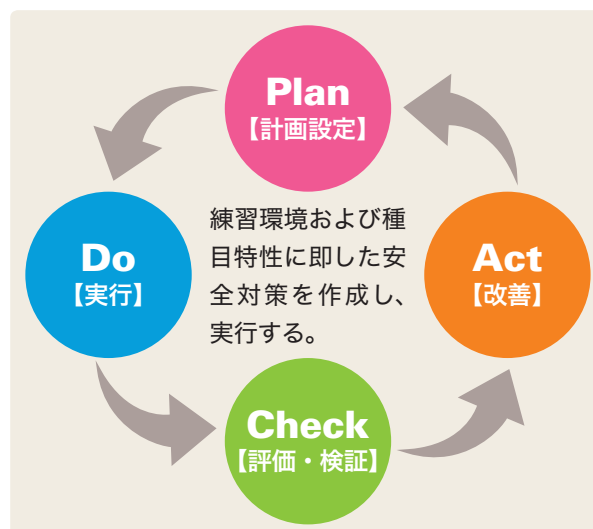 Plan
【計画設定】
Do
【実行】
練習環境および種
目特性に即した安
全対策を作成し、
実行する。
Act
【改善】
Check
【評価・検証】